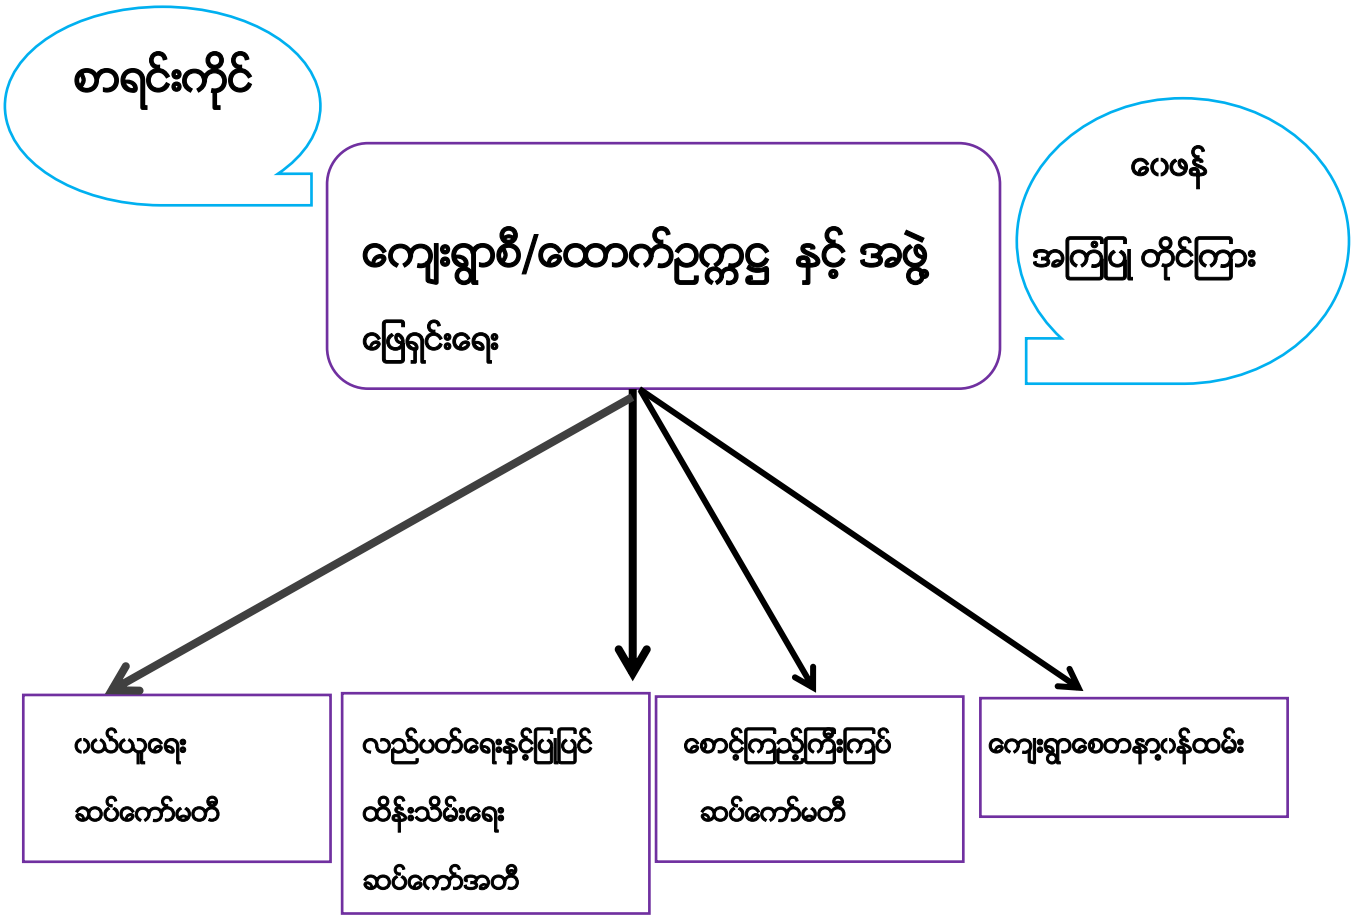 စာရင်းကိုင်
ဝေဖန်
အကြံပြု တိုင်ကြား
ကျေးရွာစီ/ထောက်ဥက္ကဋ္ဌ နှင့် အဖွဲ့
ဖြေရှင်းရေး
ဝယ်ယူရေး
ဆပ်ကော်မတီ
လည်ပတ်ရေးနှင့်ပြုပြင်
ထိန်းသိမ်းရေး
ဆပ်ကော်အတီ
စောင့်ကြည့်ကြီးကြပ်
ဆပ်ကော်မတီ
ကျေးရွာစေတနာ့ဝန်ထမ်း